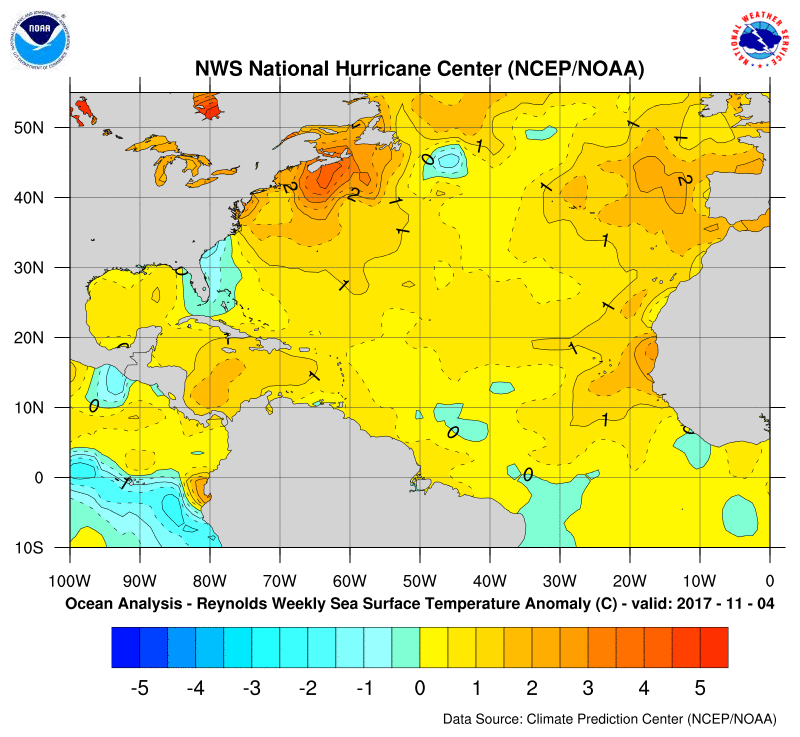 NOAA
NATIONAL WEATHER SERVICE
NWS National Hurricane Center (NCEP/NOAA)
50N
40N
30N
20N
10N
0
10S
100W 90W 80W 70W 60W 50W 40W 30W 20W 10W 0
Ocean Analysis - Reynolds Weekly Sea Surface Temperature Anomaly (C) - valid: 2017 - 11 - 04
-5 -4 -3 -2 -1 0 1 2 3 4 5
Data Source: Climate Prediction Center (NCEP/NOAA)